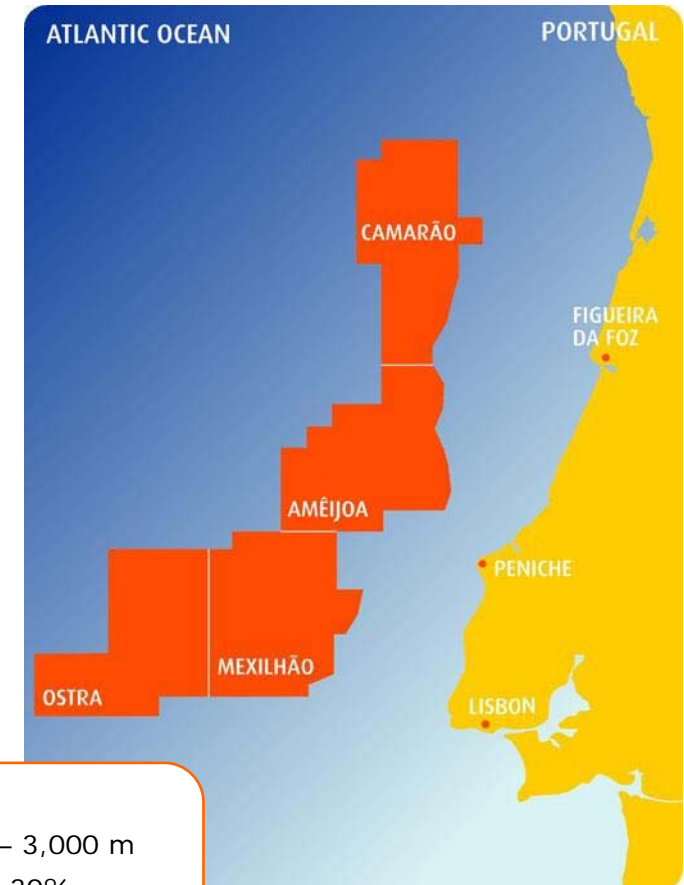 ATLANTIC OCEAN
PORTUGAL
CAMARÃO
FIGUEIRA
DA FOZ
AMÊIJOA
PENICHE
MEXILHÃO
OSTRA
LISBON
– 3,000 m